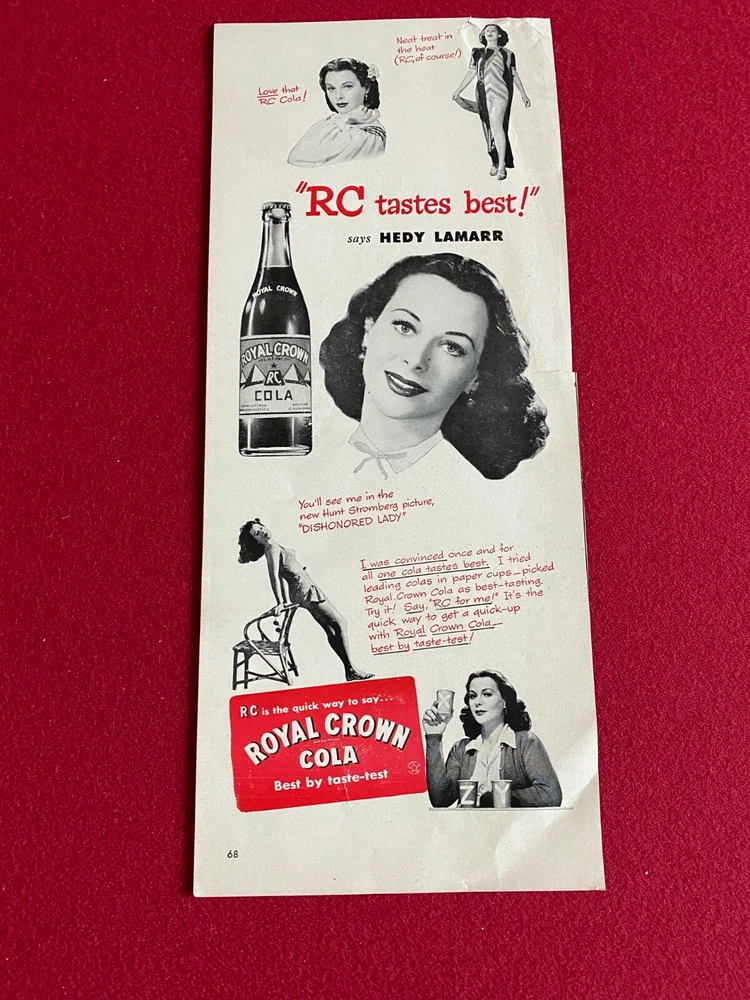 Neat treat in
the heat
(RC, of course!)
Love that
RC Cola!
"RC tastes best!"
says HEDY LAMARR
ROYAL CROWN
ROYAL CROWN
RC
COLA
You'll see me in the
new Hunt Stromberg picture,
"DISHONORED LADY"
I was convinced once and for
all one cola tastes best. I tried
leading colas in paper cups—picked
Royal Crown Cola as best-tasting.
Try it! Say, "RC for me!" It's the
quick way to get a quick-up
with Royal Crown Cola—
best by taste-test!
RC is the quick way to say...
ROYAL CROWN
COLA
Best by taste-test
Z Y
68